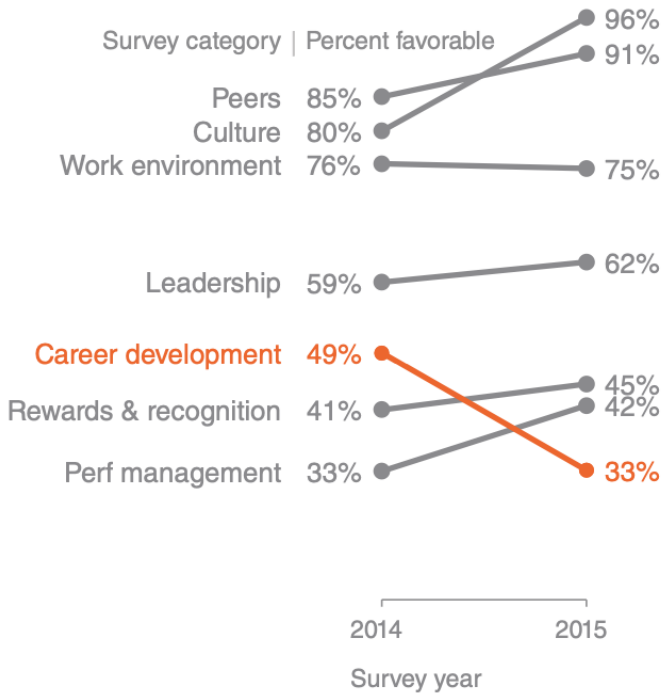 96%
Survey category | Percent favorable
91%
Peers 85%
Culture 80%
Work environment 76% 75%
62%
Leadership 59%
Career development 49%
45%
Rewards & recognition 41% 42%
Perf management 33% 33%
2014 2015
Survey year